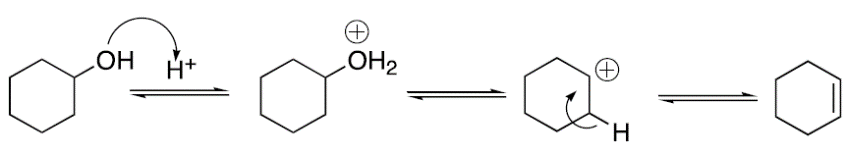 OH
H⁺
⊕
OH₂
⊕
H